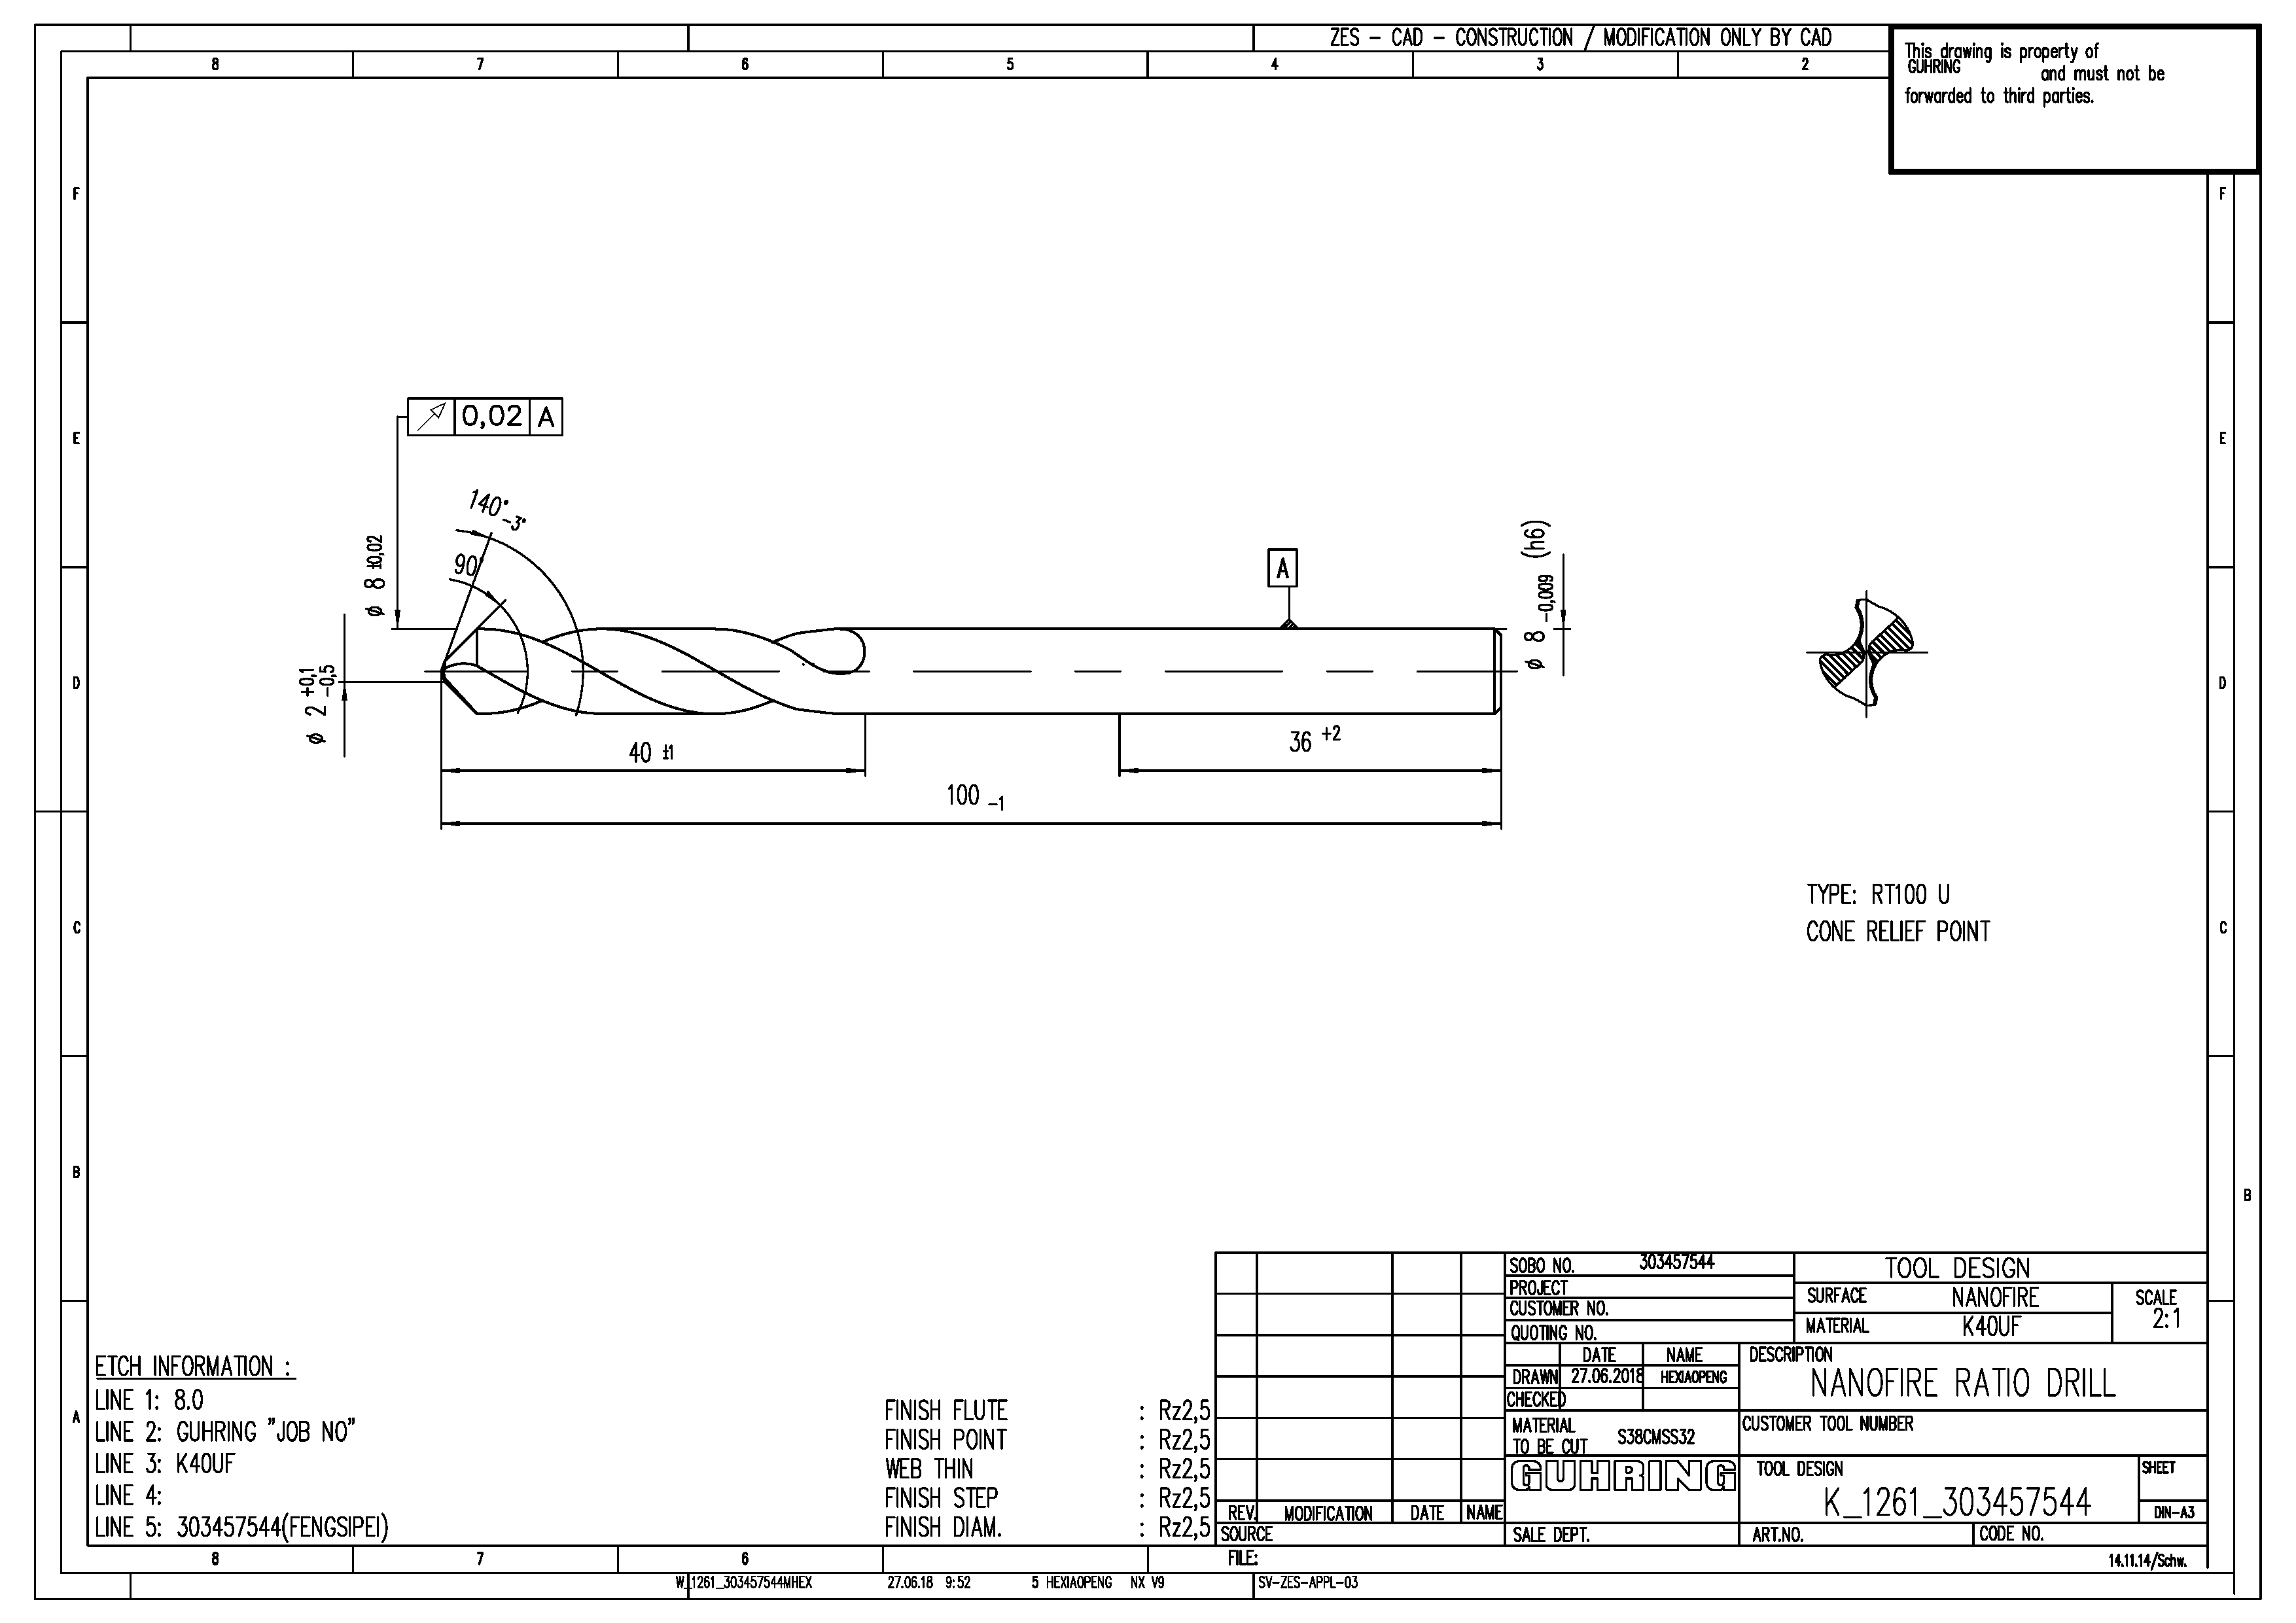 ZES - CAD - CONSTRUCTION / MODIFICATION ONLY BY CAD
This drawing is property of
GUHRING and must not be
forwarded to third parties.
8 7 6 5 4 3 2
F F
E E
D D
C C
B B
B
A
0,02 A
140° -3°
90°
ø 8 ±0,02
ø 2 +0,1 -0,5
A
ø 8 -0,009 (h6)
40 ±1
36 +2
100 -1
TYPE: RT100 U
CONE RELIEF POINT
ETCH INFORMATION :
LINE 1: 8.0
LINE 2: GUHRING "JOB NO"
LINE 3: K40UF
LINE 4:
LINE 5: 303457544(FENGSIPEI)
FINISH FLUTE : Rz2,5
FINISH POINT : Rz2,5
WEB THIN : Rz2,5
FINISH STEP : Rz2,5
FINISH DIAM. : Rz2,5
REV. MODIFICATION DATE NAME
SOURCE
FILE:
SOBO NO. 303457544
PROJECT
CUSTOMER NO.
QUOTING NO.
DATE NAME
DRAWN 27.06.2018 HEXIAOPENG
CHECKED
MATERIAL
TO BE CUT S38CMSS32
GUHRING
SALE DEPT.
TOOL DESIGN
SURFACE NANOFIRE
MATERIAL K40UF
SCALE
2:1
DESCRIPTION
NANOFIRE RATIO DRILL
CUSTOMER TOOL NUMBER
TOOL DESIGN
K_1261_303457544
SHEET
DIN-A3
ART.NO. CODE NO.
14.11.14/Schw.
8 7 6
W_1261_303457544MHEX 27.06.18 9:52 5 HEXIAOPENG NX V9 SV-ZES-APPL-03